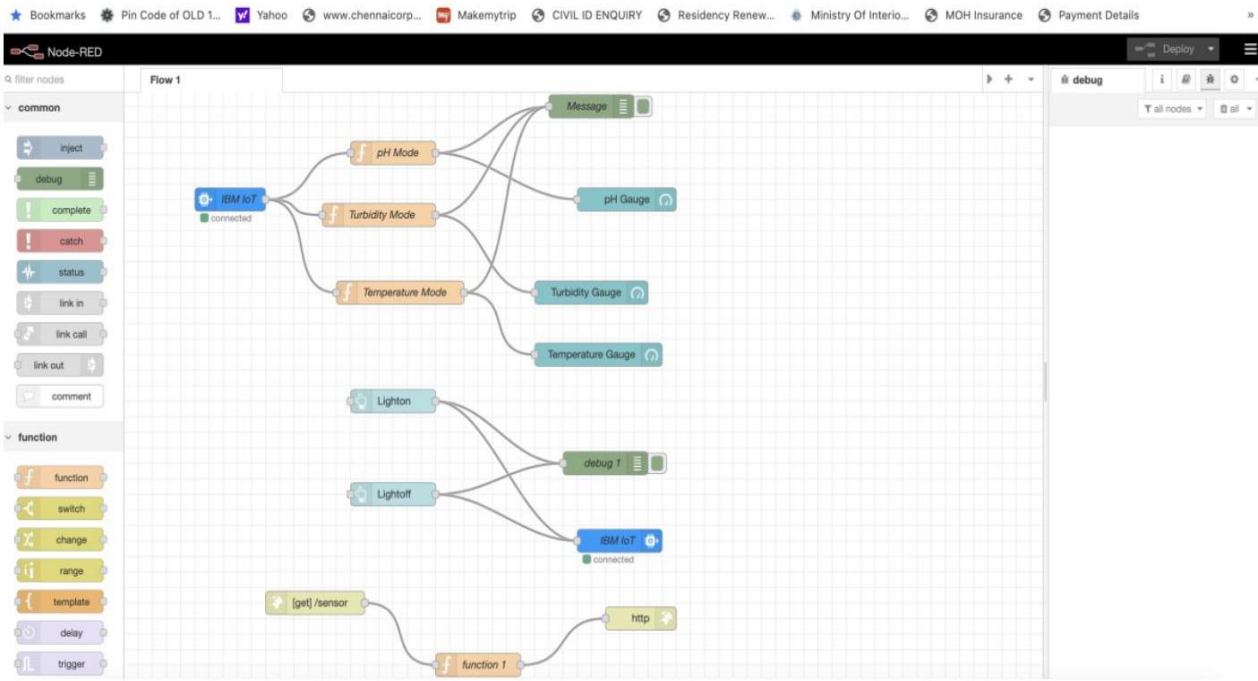 Bookmarks Pin Code of OLD 1... Yahoo www.chennaicorp... Makemytrip CIVIL ID ENQUIRY Residency Renew... Ministry Of Interio... MOH Insurance Payment Details »
Node-RED Deploy
filter nodes
Flow 1
debug
all nodes all
common
inject
debug
complete
catch
status
link in
link call
link out
comment
function
function
switch
change
range
template
delay
trigger
Message
pH Mode
IBM IoT
connected
pH Gauge
Turbidity Mode
Temperature Mode
Turbidity Gauge
Temperature Gauge
Lighton
debug 1
Lightoff
IBM IoT
connected
[get] /sensor
http
function 1